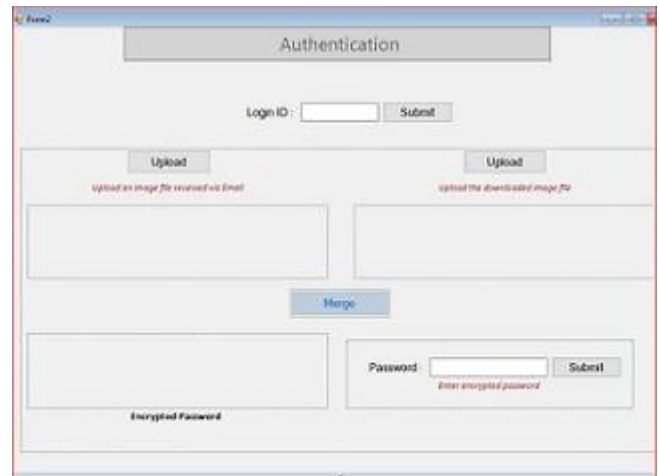 Form2
Authentication
Login ID : Submit
Upload Upload
Upload an image file received via Email Upload the downloaded image file
Merge
Password Submit
Enter encrypted password
Encrypted Password